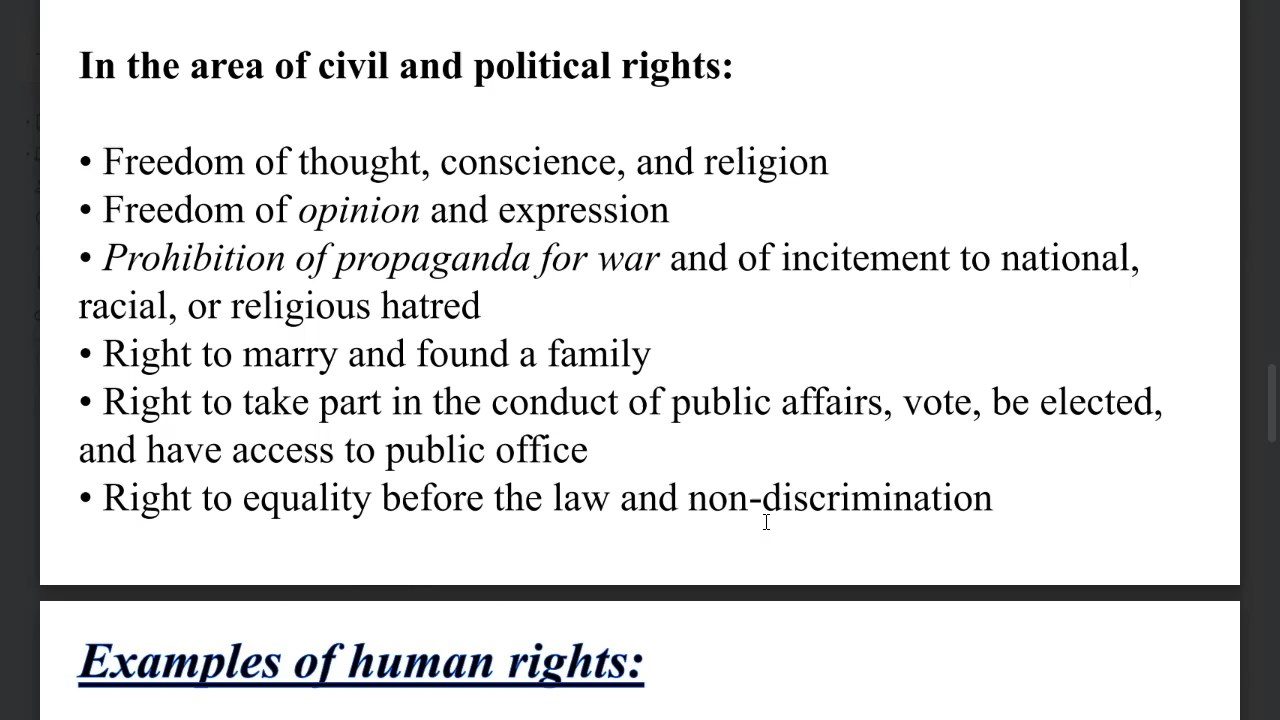 In the area of civil and political rights:
• Freedom of thought, conscience, and religion
• Freedom of opinion and expression
• Prohibition of propaganda for war and of incitement to national,
racial, or religious hatred
• Right to marry and found a family
• Right to take part in the conduct of public affairs, vote, be elected,
and have access to public office
• Right to equality before the law and non-discrimination
Examples of human rights: